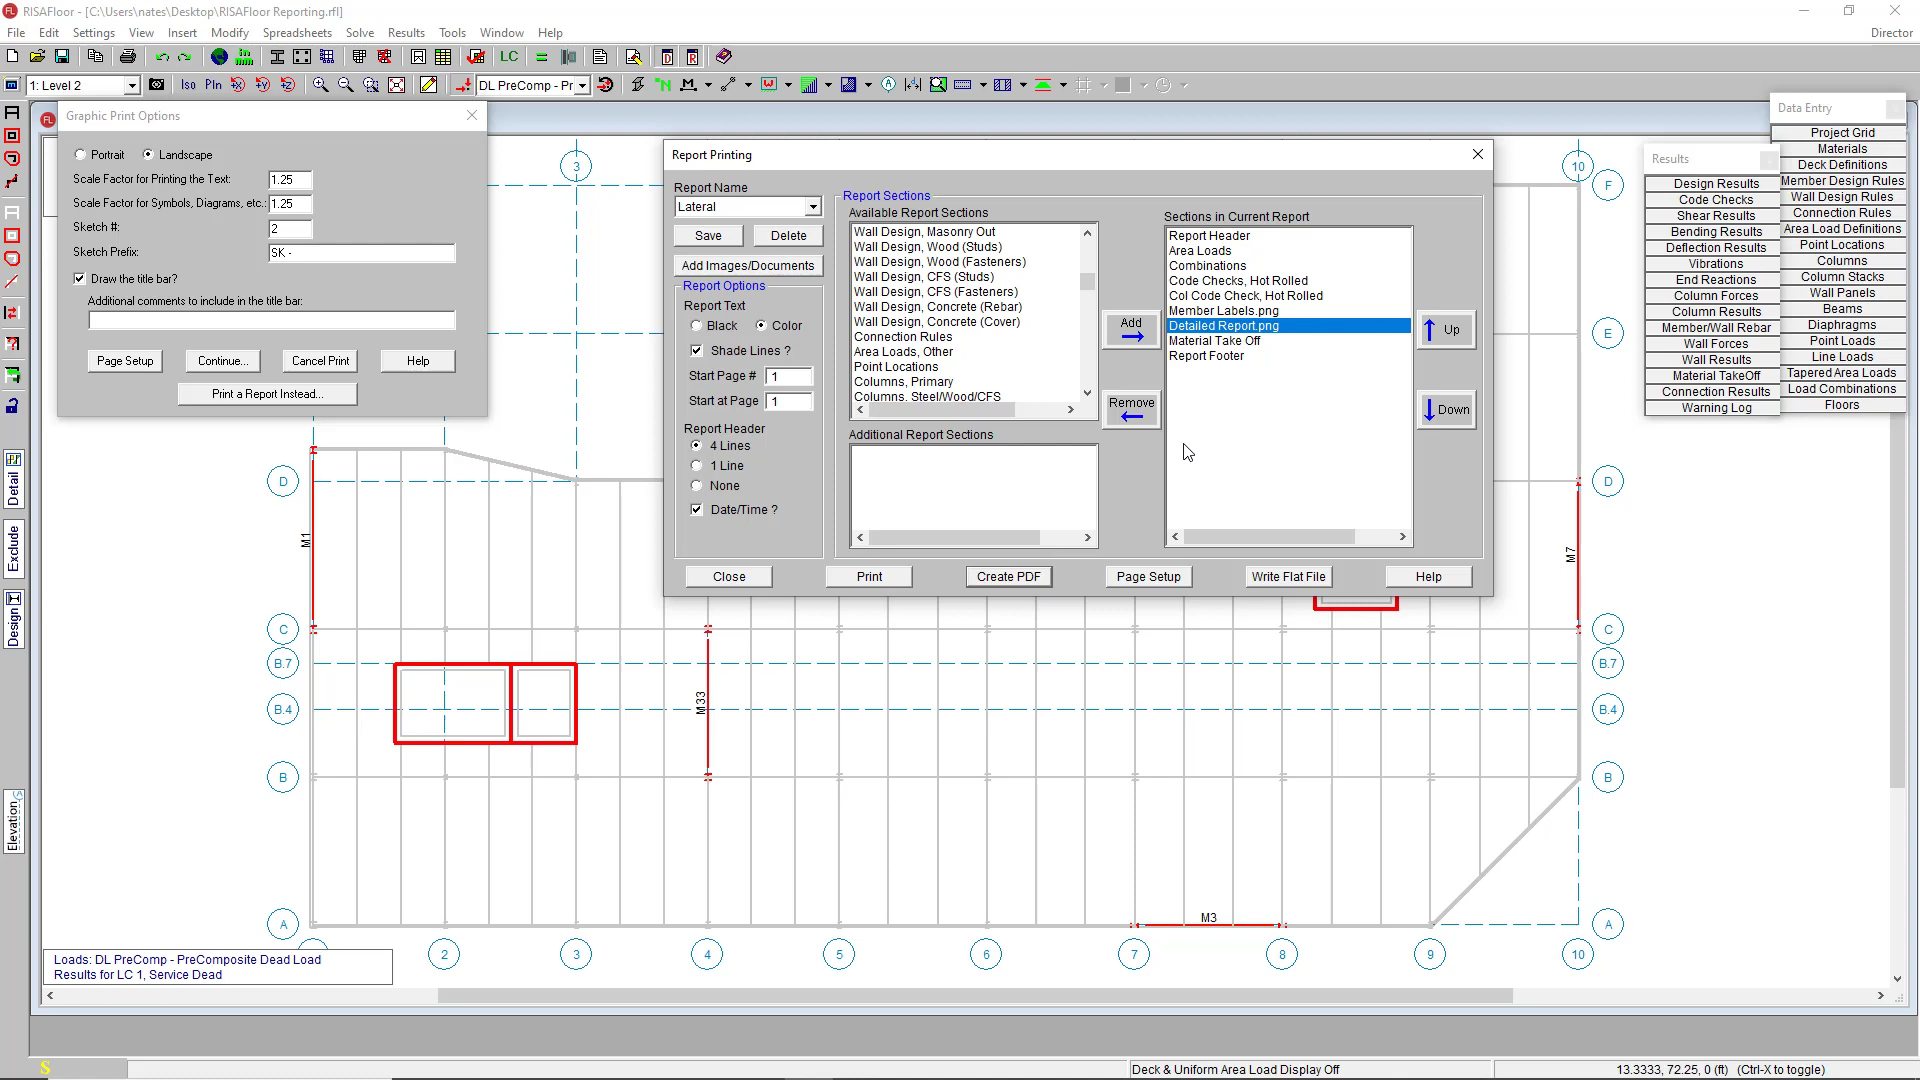 RISAFloor - [C:\Users\nates\Desktop\RISAFloor Reporting.rfl]
File Edit Settings View Insert Modify Spreadsheets Solve Results Tools Window Help
Director
LC
1: Level 2
Iso Pln
DL PreComp - Pr
Graphic Print Options
Portrait Landscape
Scale Factor for Printing the Text: 1.25
Scale Factor for Symbols, Diagrams, etc.: 1.25
Sketch #: 2
Sketch Prefix: SK -
Draw the title bar?
Additional comments to include in the title bar:
Page Setup Continue... Cancel Print Help
Print a Report Instead...
Report Printing
Report Name
Lateral
Save Delete
Add Images/Documents
Report Options
Report Text
Black Color
Shade Lines ?
Start Page # 1
Start at Page 1
Report Header
4 Lines
1 Line
None
Date/Time ?
Report Sections
Available Report Sections
Wall Design, Masonry Out
Wall Design, Wood (Studs)
Wall Design, Wood (Fasteners)
Wall Design, CFS (Studs)
Wall Design, CFS (Fasteners)
Wall Design, Concrete (Rebar)
Wall Design, Concrete (Cover)
Connection Rules
Area Loads, Other
Point Locations
Columns, Primary
Columns, Steel/Wood/CFS
Additional Report Sections
Add
Remove
Sections in Current Report
Report Header
Area Loads
Combinations
Code Checks, Hot Rolled
Col Code Check, Hot Rolled
Member Labels.png
Detailed Report.png
Material Take Off
Report Footer
Up
Down
Close Print Create PDF Page Setup Write Flat File Help
Results
Design Results
Code Checks
Shear Results
Bending Results
Deflection Results
Vibrations
End Reactions
Column Forces
Column Results
Member/Wall Rebar
Wall Forces
Wall Results
Material TakeOff
Connection Results
Warning Log
Data Entry
Project Grid
Materials
Deck Definitions
Member Design Rules
Wall Design Rules
Connection Rules
Area Load Definitions
Point Locations
Columns
Column Stacks
Wall Panels
Beams
Diaphragms
Point Loads
Line Loads
Tapered Area Loads
Load Combinations
Floors
Detail
Exclude
Design
Elevation
3
10
F
E
D
D
C
C
B.7
B.7
B.4
B.4
B
B
A
A
M1
M33
M7
M3
2 3 4 5 6 7 8 9 10
Loads: DL PreComp - PreComposite Dead Load
Results for LC 1, Service Dead
S
Deck & Uniform Area Load Display Off
13.3333, 72.25, 0 (ft) (Ctrl-X to toggle)